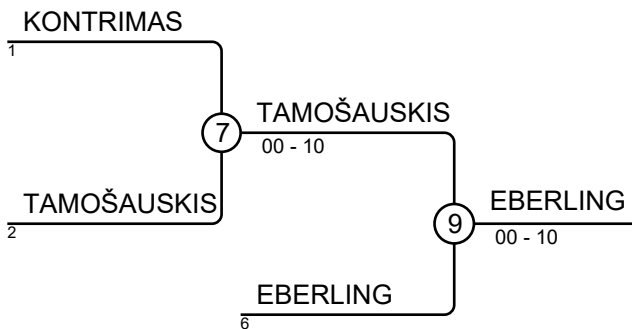 KONTRIMAS
1
7
TAMOŠAUSKIS
00 - 10
TAMOŠAUSKIS
2
9
EBERLING
00 - 10
EBERLING
6